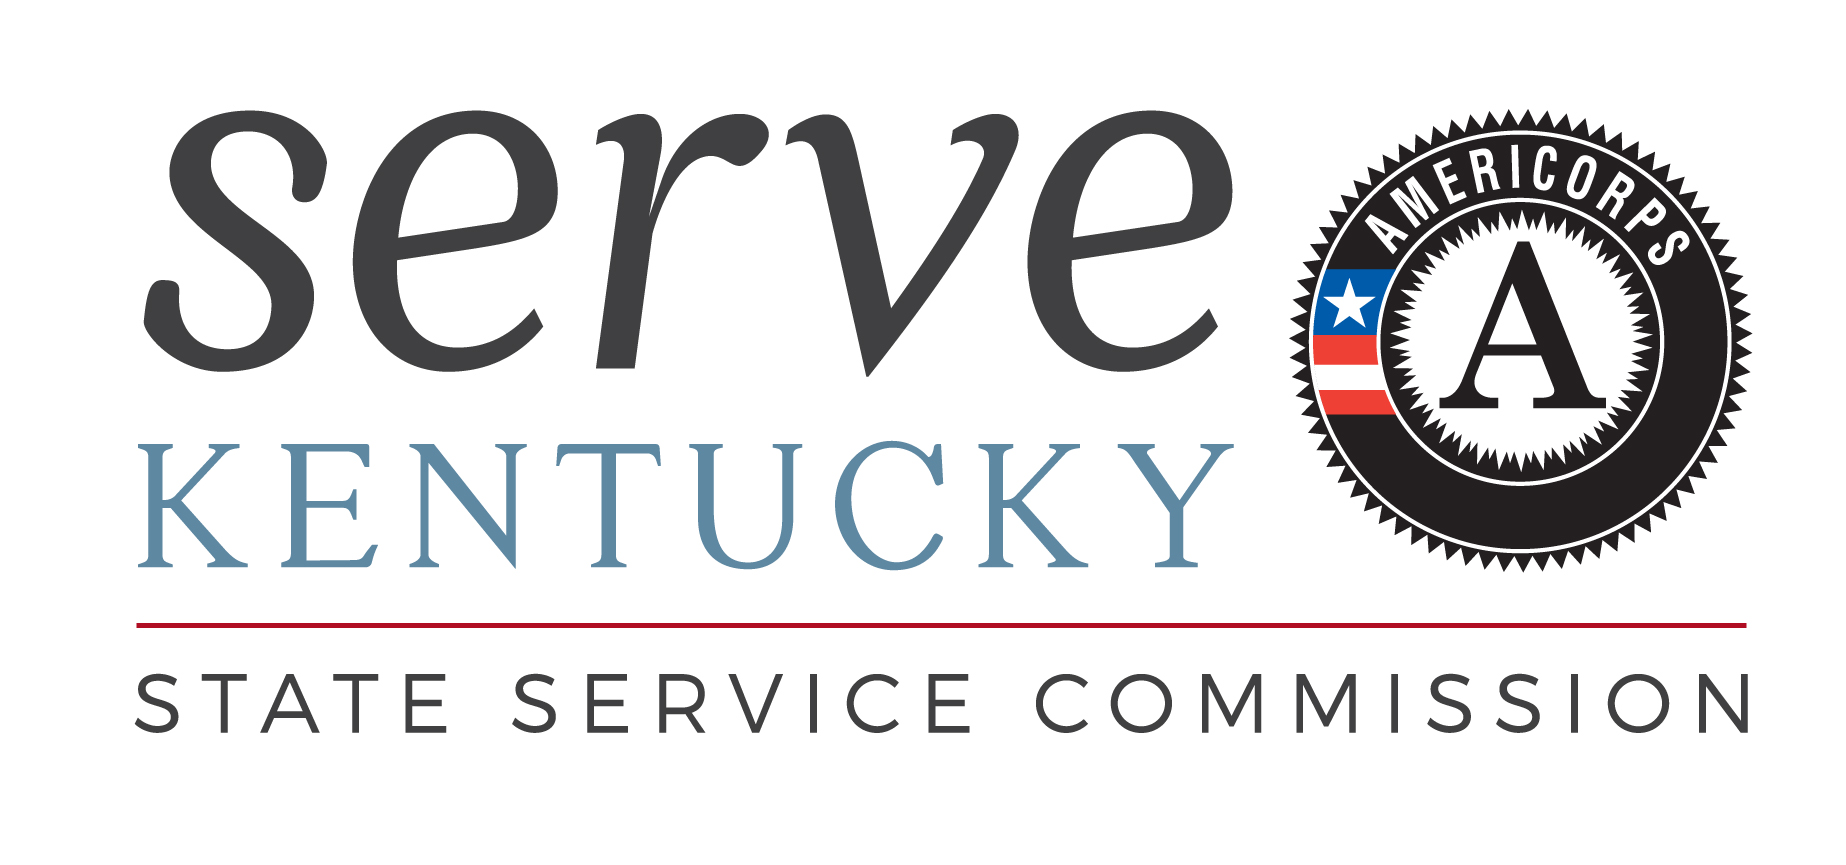 serve
KENTUCKY
AMERICORPS
A
STATE SERVICE COMMISSION